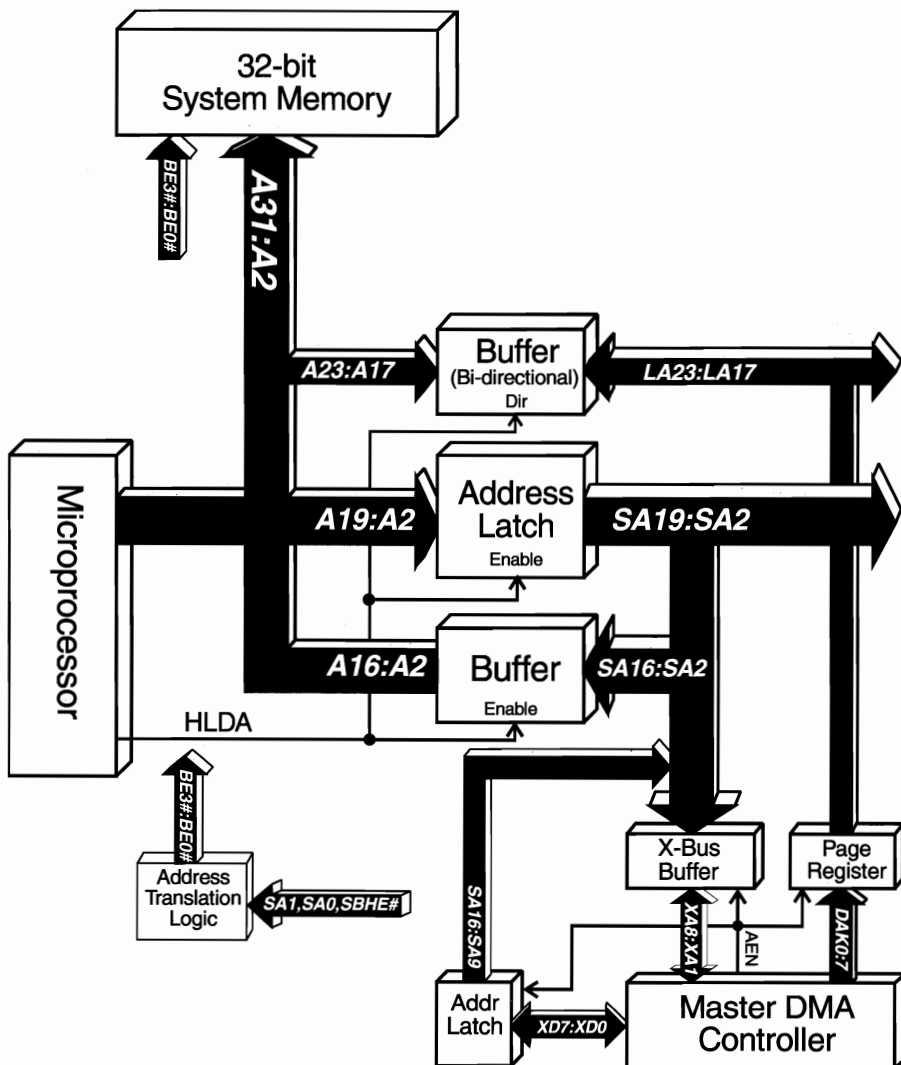 32-bit
System Memory
BE3#:BE0#
A31:A2
Buffer
(Bi-directional)
Dir
A23:A17
LA23:LA17
Microprocessor
A19:A2
Address
Latch
Enable
SA19:SA2
A16:A2
Buffer
Enable
SA16:SA2
HLDA
BE3#:BE0#
Address
Translation
Logic
SA1,SA0,SBHE#
SA16:SA9
X-Bus
Buffer
Page
Register
XA8:XA1
AEN
DAK0:7
Addr
Latch
XD7:XD0
Master DMA
Controller